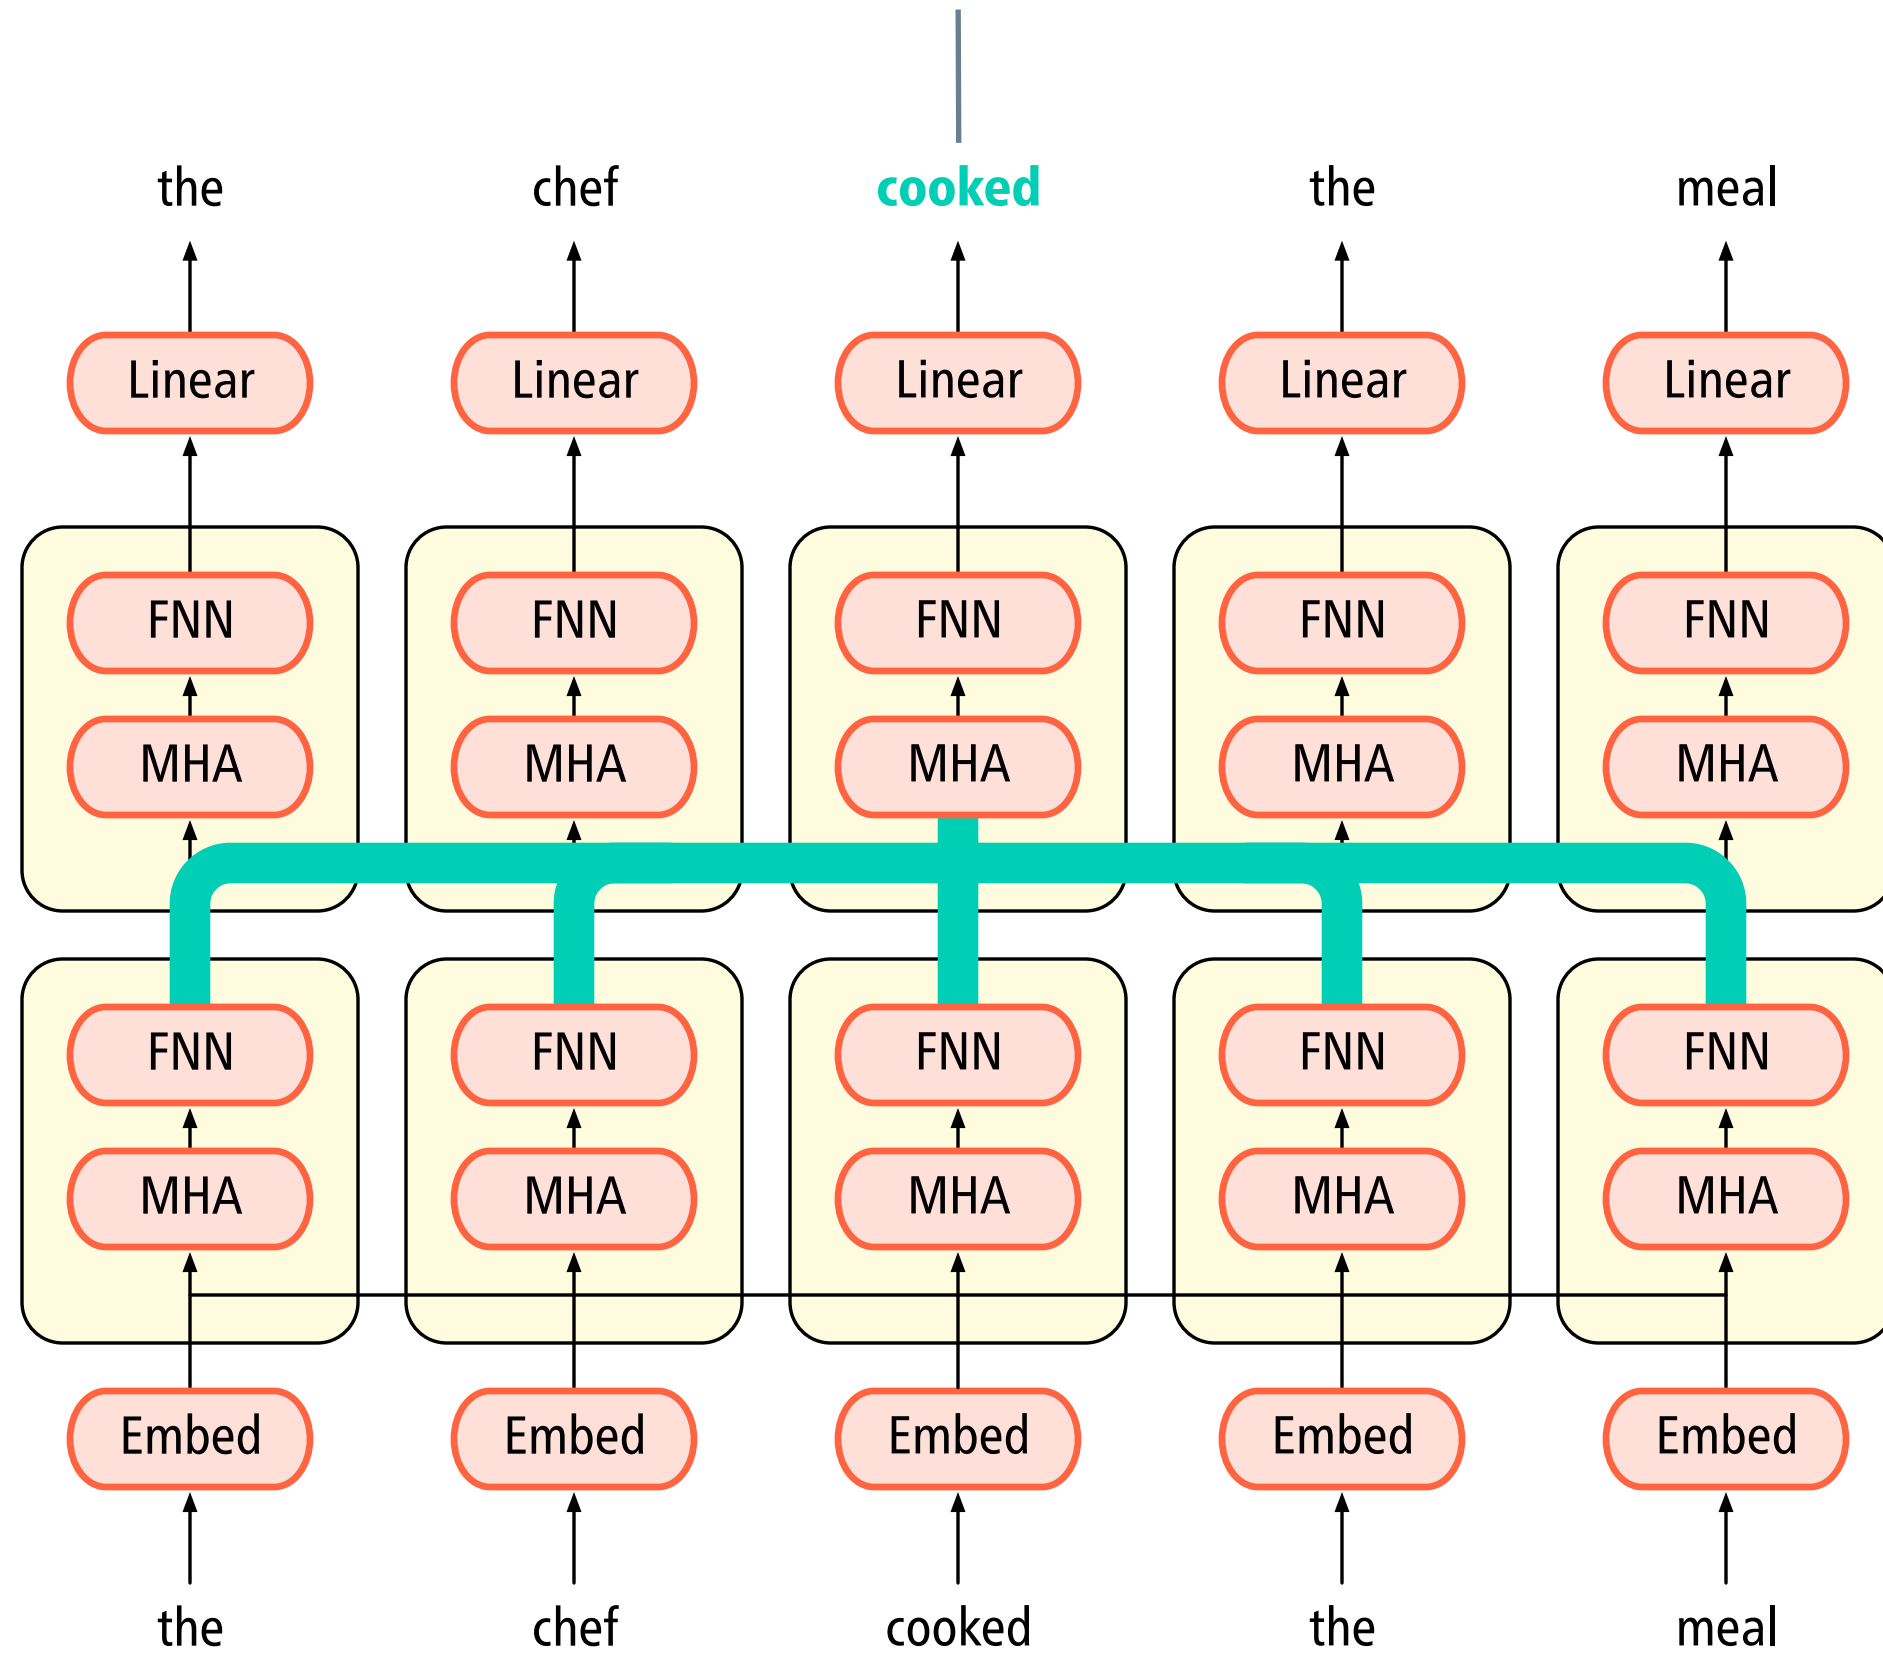 the chef cooked the meal
Linear Linear Linear Linear Linear
FNN FNN FNN FNN FNN
MHA MHA MHA MHA MHA
FNN FNN FNN FNN FNN
MHA MHA MHA MHA MHA
Embed Embed Embed Embed Embed
the chef cooked the meal